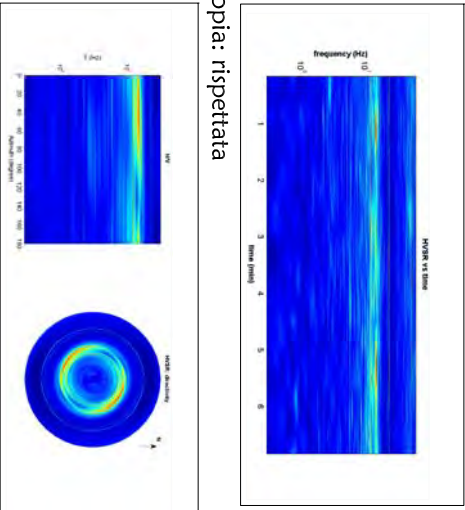 HVSR vs time
frequency (Hz)
10¹
10⁰
1 2 3 4 5 6
time (min)
opia: rispettata
HV
10¹
10⁰
0 20 40 60 80 100 120 140 160 180
Azimuth (degree)
HVSR directivity
N